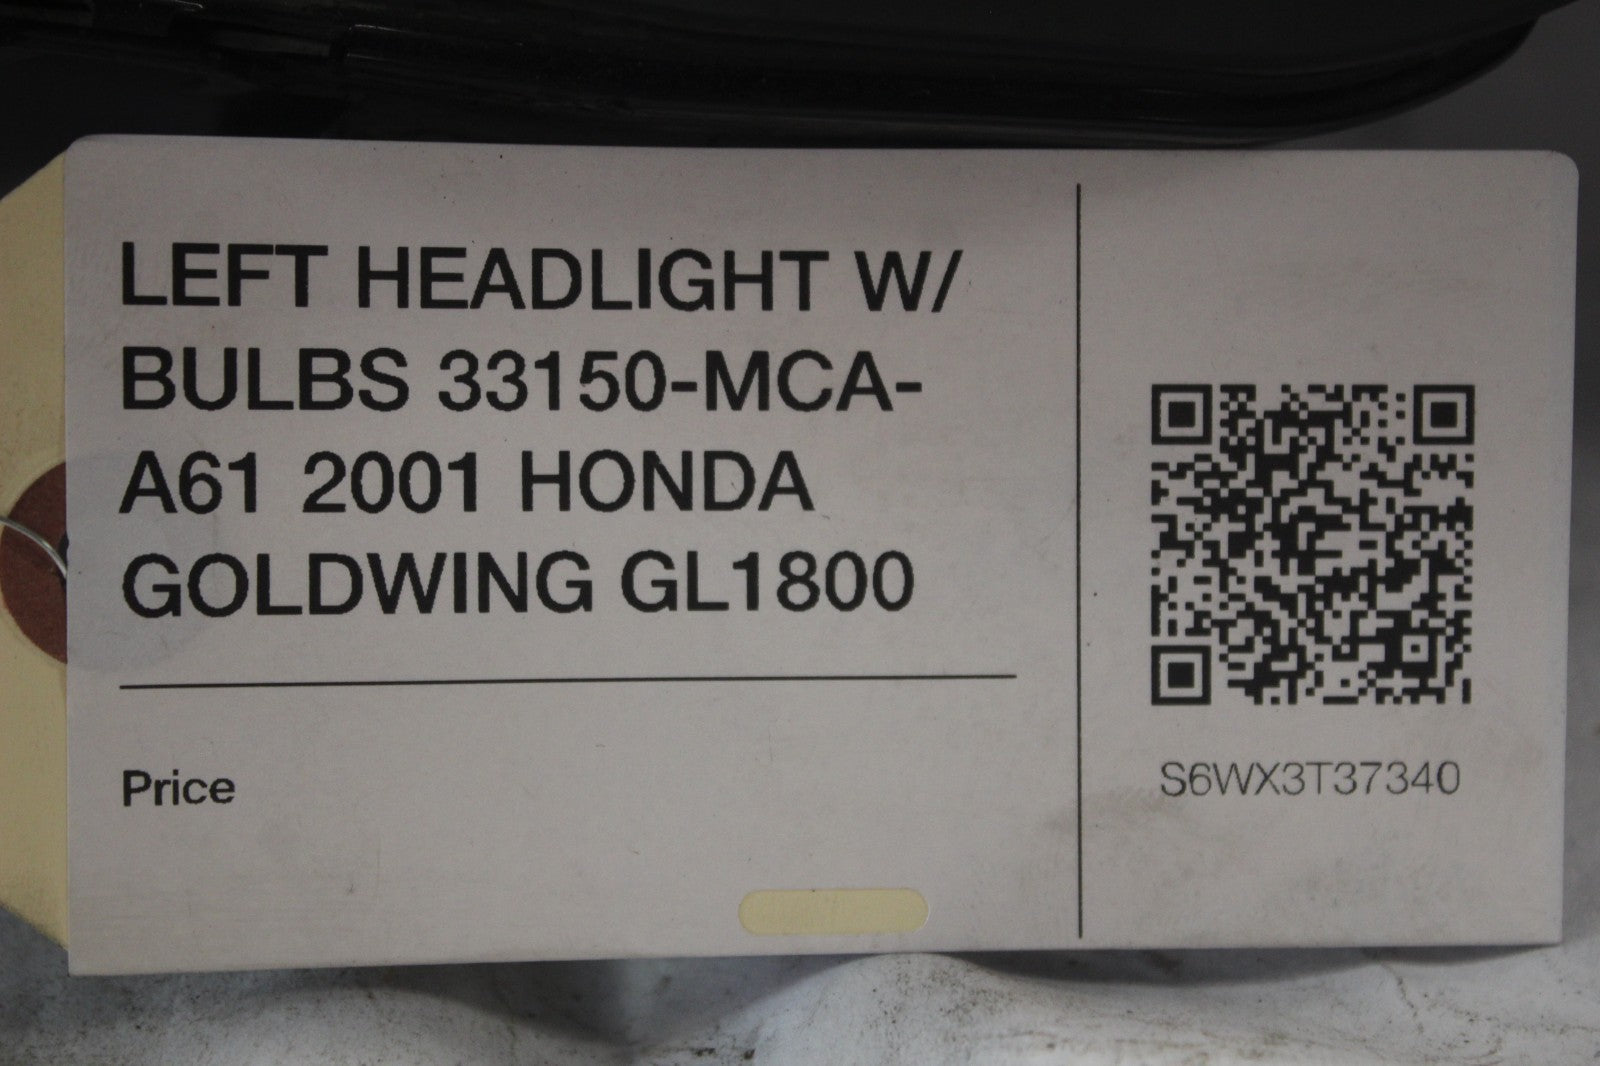 LEFT HEADLIGHT W/
BULBS 33150-MCA-
A61 2001 HONDA
GOLDWING GL1800
Price
S6WX3T37340